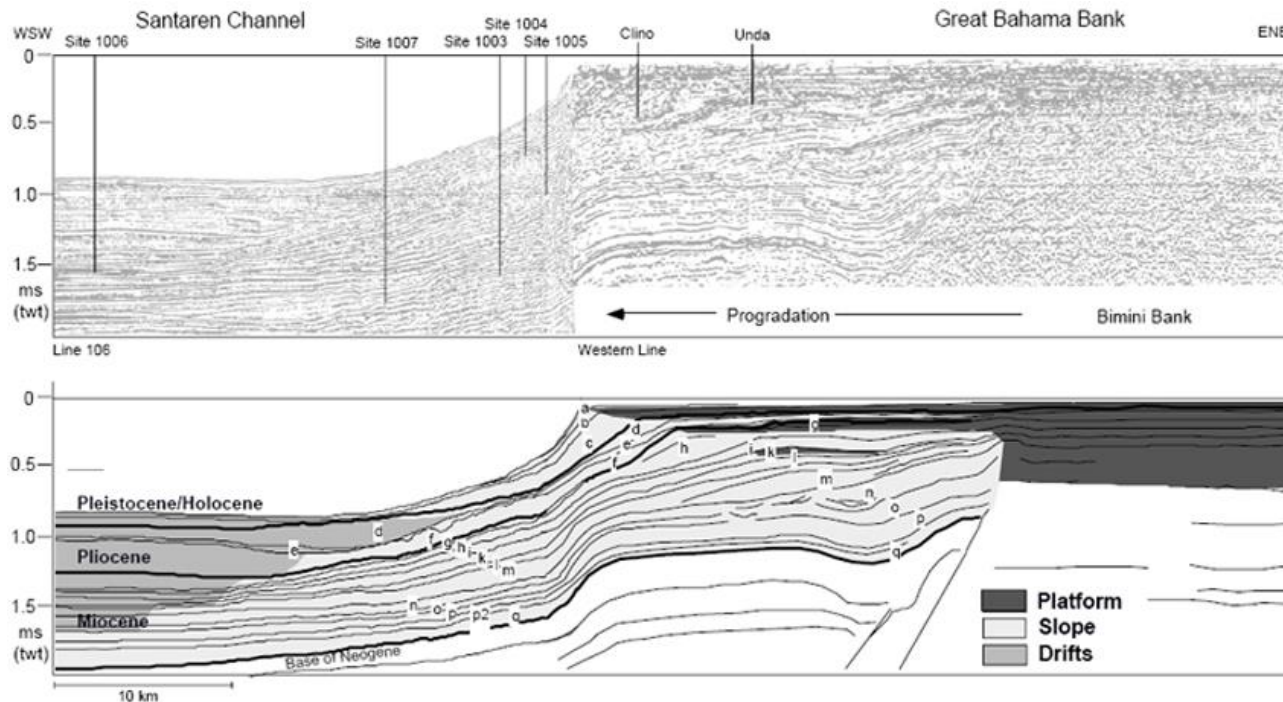 Santaren Channel
Great Bahama Bank
Site 1004
WSW
Site 1006
Site 1007
Site 1003
Site 1005
Clino
Unda
ENE
0
0.5
1.0
1.5
ms
(twt)
Progradation
Bimini Bank
Line 106
Western Line
0
a
b
c
d
e
f
g
h
i
k
l
m
n
o
p
q
0.5
Pleistocene/Holocene
d
e
1.0
Pliocene
f
g
h
i
k
l
m
1.5
Miocene
n
o
p
p2
q
ms
(twt)
Base of Neogene
Platform
Slope
Drifts
10 km